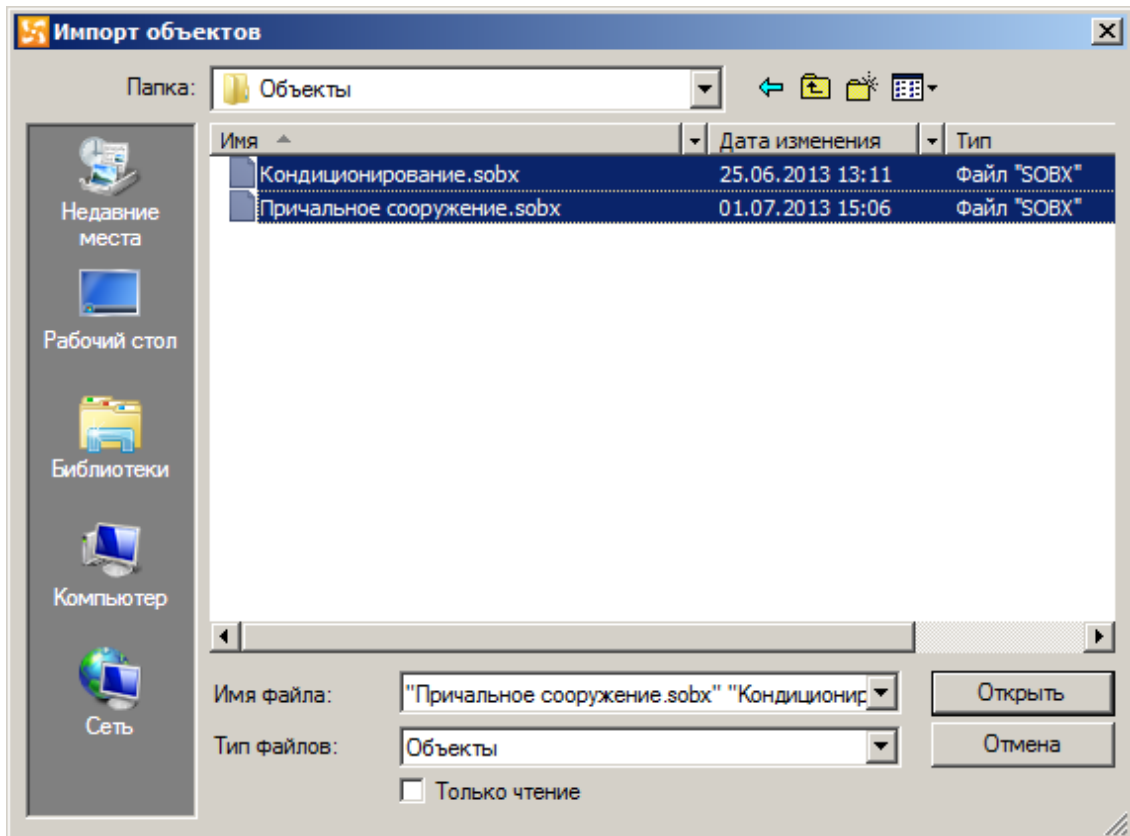 Импорт объектов
Папка: Объекты
Имя Дата изменения Тип
Кондиционирование.sobx 25.06.2013 13:11 Файл "SOBX"
Причальное сооружение.sobx 01.07.2013 15:06 Файл "SOBX"
Недавние
места
Рабочий стол
Библиотеки
Компьютер
Сеть
Имя файла: "Причальное сооружение.sobx" "Кондиционир Открыть
Тип файлов: Объекты Отмена
Только чтение